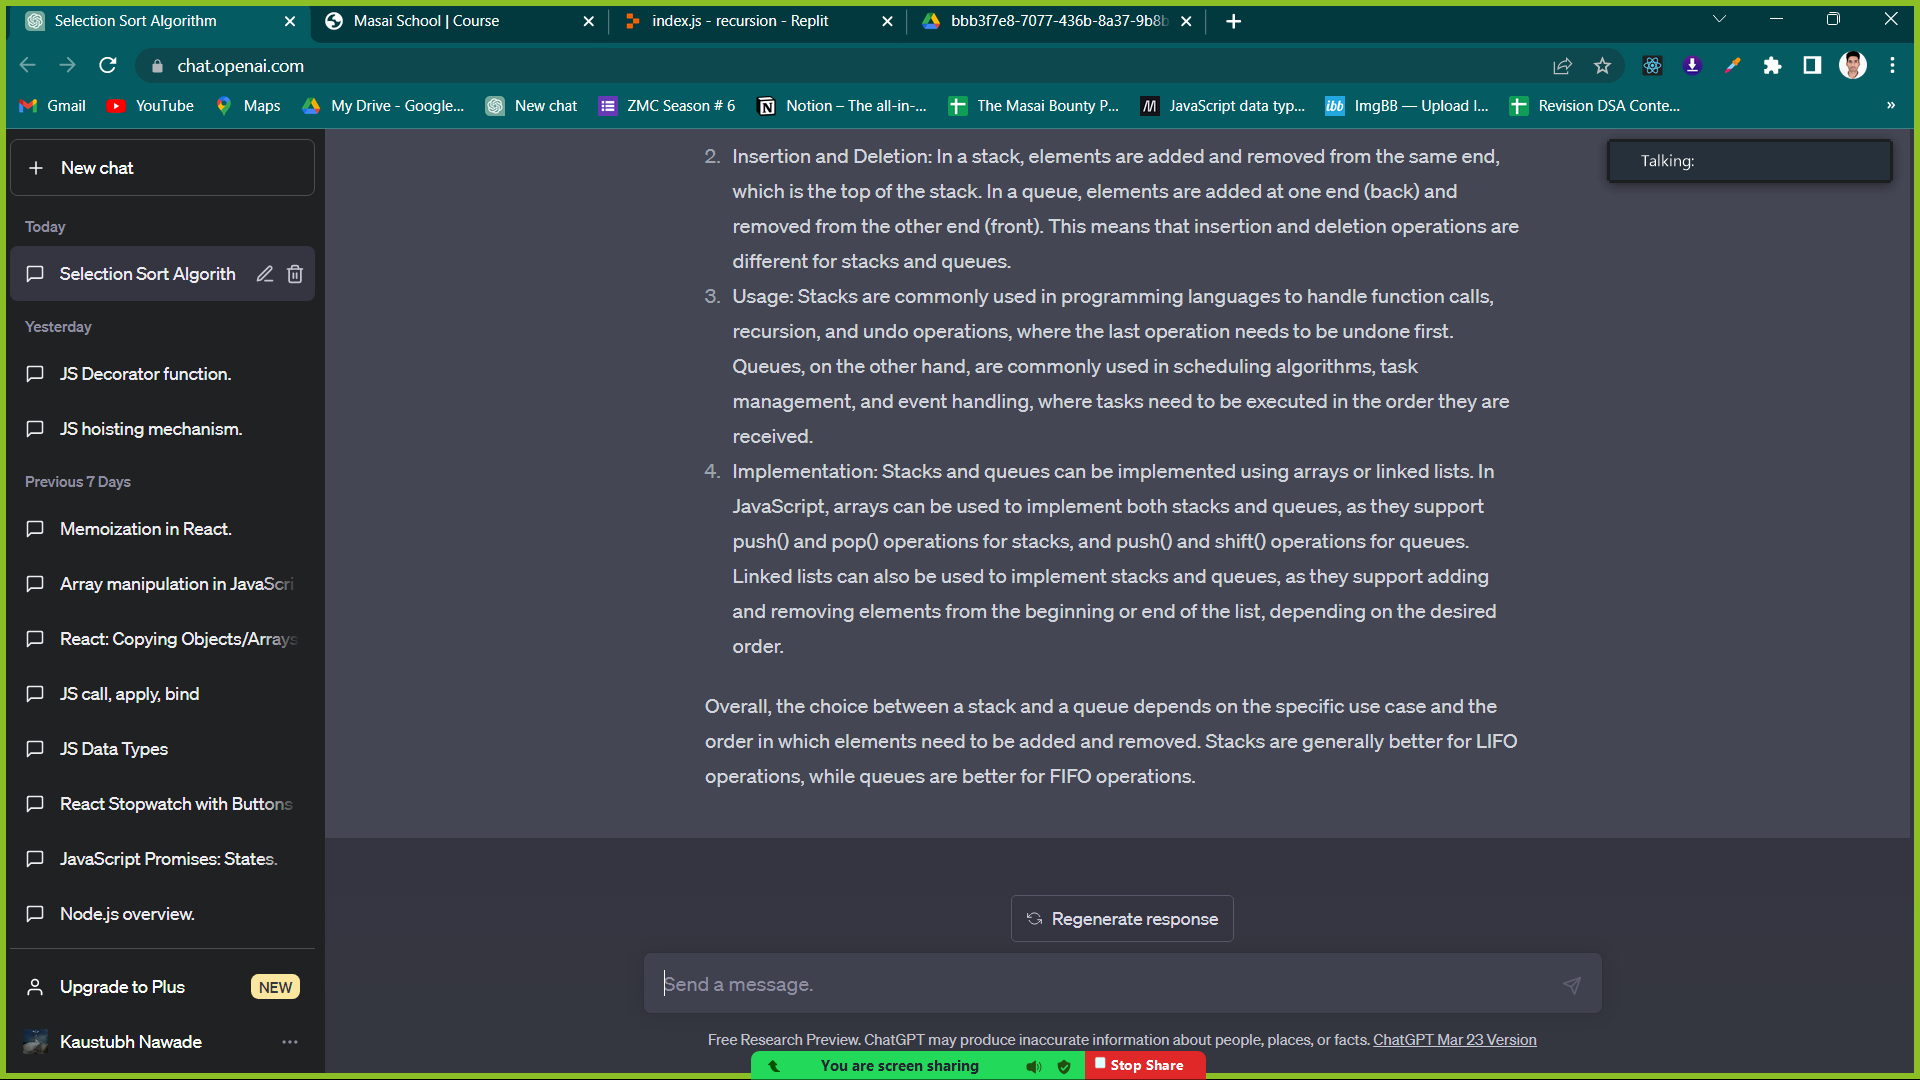 Selection Sort Algorithm
Masai School | Course
index.js - recursion - Replit
bbb3f7e8-7077-436b-8a37-9b8b
chat.openai.com
Gmail
YouTube
Maps
My Drive - Google...
New chat
ZMC Season # 6
Notion – The all-in-...
The Masai Bounty P...
JavaScript data typ...
ibb
ImgBB — Upload I...
Revision DSA Conte...
»
New chat
Today
Selection Sort Algorith
Yesterday
JS Decorator function.
JS hoisting mechanism.
Previous 7 Days
Memoization in React.
Array manipulation in JavaScri
React: Copying Objects/Arrays
JS call, apply, bind
JS Data Types
React Stopwatch with Buttons
JavaScript Promises: States.
Node.js overview.
Upgrade to Plus
NEW
Kaustubh Nawade
Talking:
2. Insertion and Deletion: In a stack, elements are added and removed from the same end,
which is the top of the stack. In a queue, elements are added at one end (back) and
removed from the other end (front). This means that insertion and deletion operations are
different for stacks and queues.
3. Usage: Stacks are commonly used in programming languages to handle function calls,
recursion, and undo operations, where the last operation needs to be undone first.
Queues, on the other hand, are commonly used in scheduling algorithms, task
management, and event handling, where tasks need to be executed in the order they are
received.
4. Implementation: Stacks and queues can be implemented using arrays or linked lists. In
JavaScript, arrays can be used to implement both stacks and queues, as they support
push() and pop() operations for stacks, and push() and shift() operations for queues.
Linked lists can also be used to implement stacks and queues, as they support adding
and removing elements from the beginning or end of the list, depending on the desired
order.
Overall, the choice between a stack and a queue depends on the specific use case and the
order in which elements need to be added and removed. Stacks are generally better for LIFO
operations, while queues are better for FIFO operations.
Regenerate response
Send a message.
Free Research Preview. ChatGPT may produce inaccurate information about people, places, or facts. ChatGPT Mar 23 Version
You are screen sharing
Stop Share